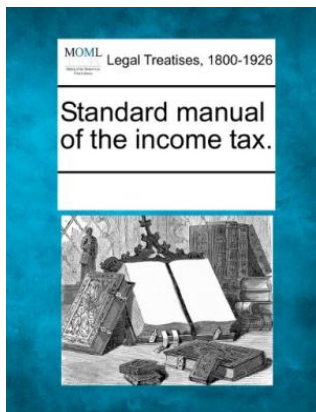 MOML
Legal Treatises, 1800-1926
Standard manual
of the income tax.